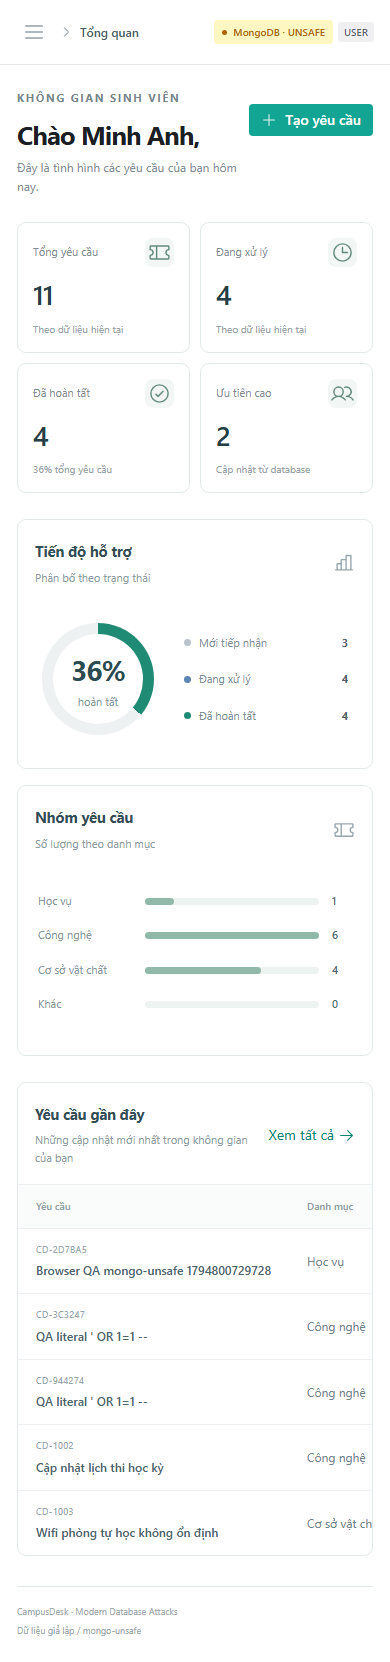 Tổng quan
MongoDB · UNSAFE
USER
KHÔNG GIAN SINH VIÊN
Chào Minh Anh,
Đây là tình hình các yêu cầu của bạn hôm
nay.
Tạo yêu cầu
Tổng yêu cầu
11
Theo dữ liệu hiện tại
Đang xử lý
4
Theo dữ liệu hiện tại
Đã hoàn tất
4
36% tổng yêu cầu
Ưu tiên cao
2
Cập nhật từ database
Tiến độ hỗ trợ
Phân bổ theo trạng thái
36%
hoàn tất
Mới tiếp nhận 3
Đang xử lý 4
Đã hoàn tất 4
Nhóm yêu cầu
Số lượng theo danh mục
Học vụ 1
Công nghệ 6
Cơ sở vật chất 4
Khác 0
Yêu cầu gần đây
Những cập nhật mới nhất trong không gian
của bạn
Xem tất cả →
Yêu cầu Danh mục
CD-2D7BA5
Browser QA mongo-unsafe 1794800729728 Học vụ
CD-3C3247
QA literal ' OR 1=1 -- Công nghệ
CD-944274
QA literal ' OR 1=1 -- Công nghệ
CD-1002
Cập nhật lịch thi học kỳ Công nghệ
CD-1003
Wifi phòng tự học không ổn định Cơ sở vật ch
CampusDesk · Modern Database Attacks
Dữ liệu giả lập / mongo-unsafe